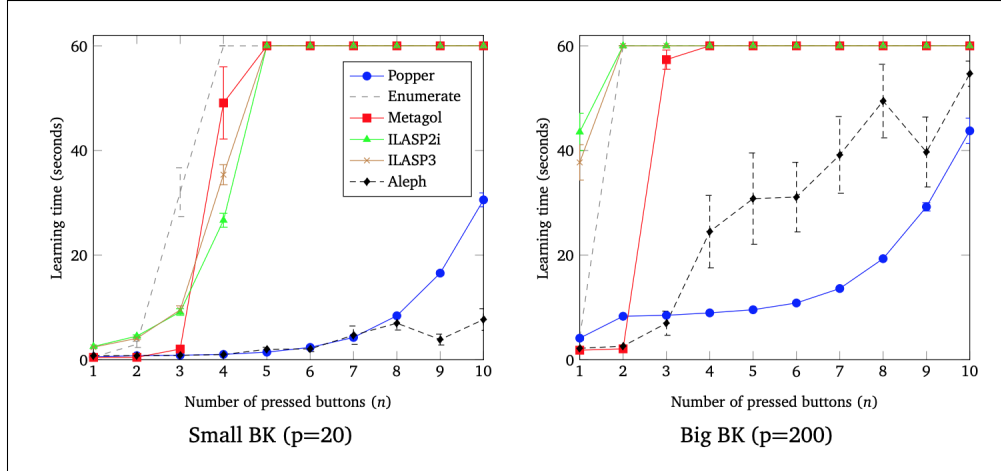 60
40
20
0
Learning time (seconds)
Popper
Enumerate
Metagol
ILASP2i
ILASP3
Aleph
1 2 3 4 5 6 7 8 9 10
Number of pressed buttons (n)
Small BK (p=20)
60
40
20
0
Learning time (seconds)
1 2 3 4 5 6 7 8 9 10
Number of pressed buttons (n)
Big BK (p=200)